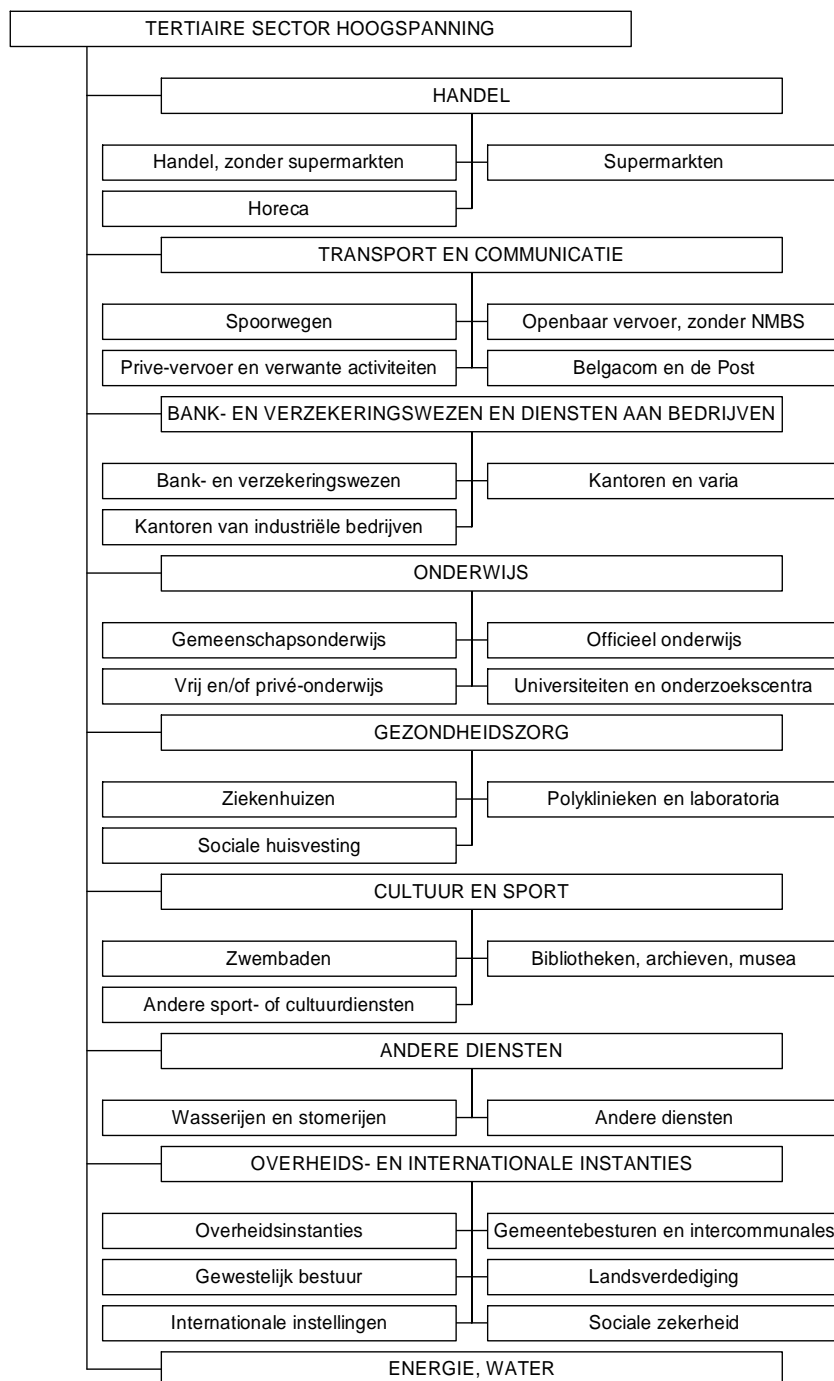 TERTIAIRE SECTOR HOOGSPANNING
HANDEL
Handel, zonder supermarkten
Supermarkten
Horeca
TRANSPORT EN COMMUNICATIE
Spoorwegen
Openbaar vervoer, zonder NMBS
Prive-vervoer en verwante activiteiten
Belgacom en de Post
BANK- EN VERZEKERINGSWEZEN EN DIENSTEN AAN BEDRIJVEN
Bank- en verzekeringswezen
Kantoren en varia
Kantoren van industriële bedrijven
ONDERWIJS
Gemeenschapsonderwijs
Officieel onderwijs
Vrij en/of privé-onderwijs
Universiteiten en onderzoekscentra
GEZONDHEIDSZORG
Ziekenhuizen
Polyklinieken en laboratoria
Sociale huisvesting
CULTUUR EN SPORT
Zwembaden
Bibliotheken, archieven, musea
Andere sport- of cultuurdiensten
ANDERE DIENSTEN
Wasserijen en stomerijen
Andere diensten
OVERHEIDS- EN INTERNATIONALE INSTANTIES
Overheidsinstanties
Gemeentebesturen en intercommunales
Gewestelijk bestuur
Landsverdediging
Internationale instellingen
Sociale zekerheid
ENERGIE, WATER